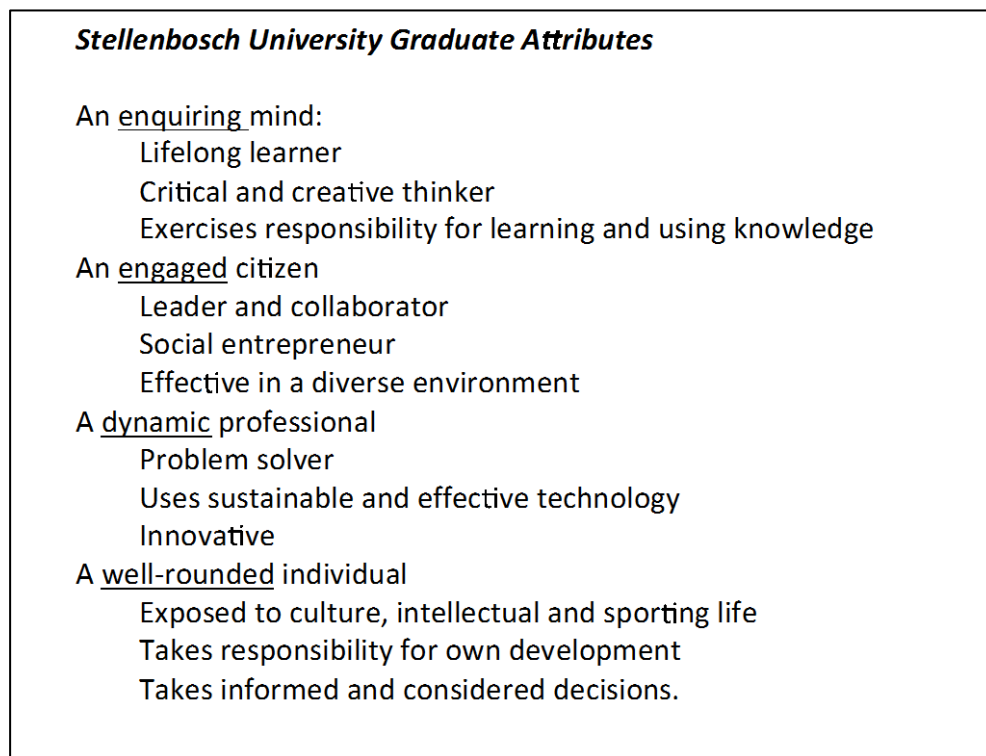 Stellenbosch University Graduate Attributes
An enquiring mind:
Lifelong learner
Critical and creative thinker
Exercises responsibility for learning and using knowledge
An engaged citizen
Leader and collaborator
Social entrepreneur
Effective in a diverse environment
A dynamic professional
Problem solver
Uses sustainable and effective technology
Innovative
A well-rounded individual
Exposed to culture, intellectual and sporting life
Takes responsibility for own development
Takes informed and considered decisions.